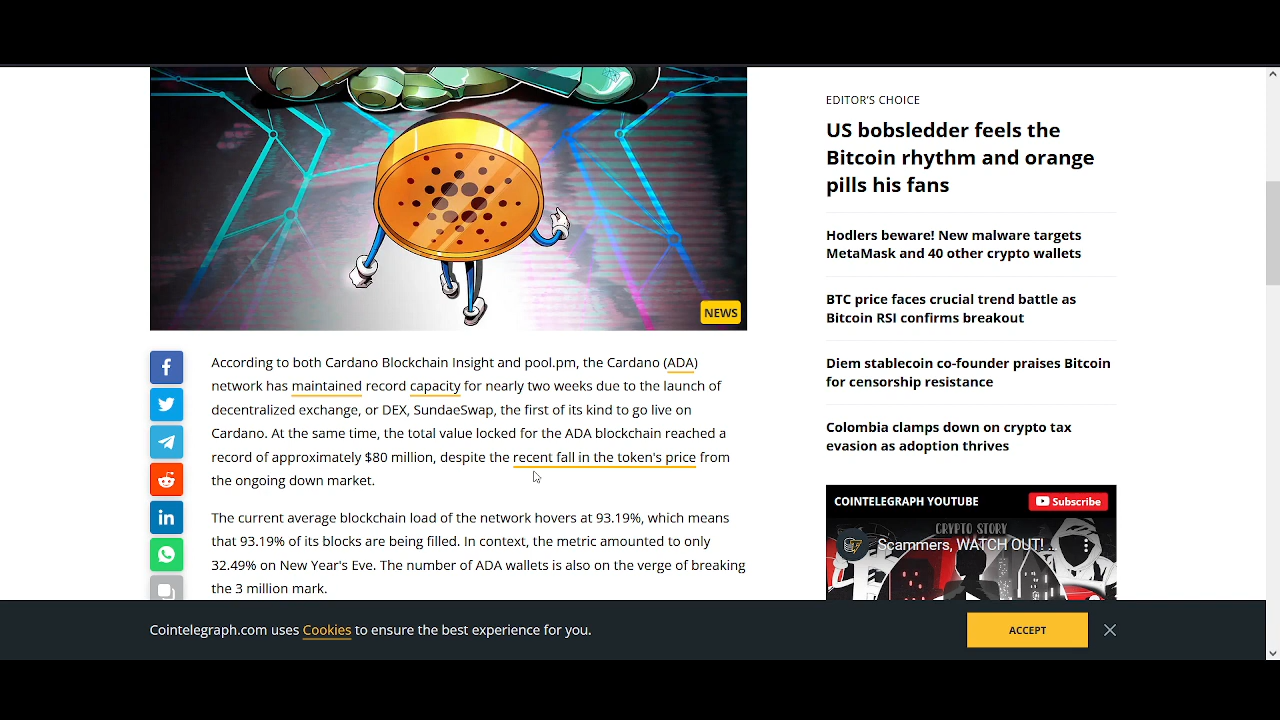 NEWS
According to both Cardano Blockchain Insight and pool.pm, the Cardano (ADA)
network has maintained record capacity for nearly two weeks due to the launch of
decentralized exchange, or DEX, SundaeSwap, the first of its kind to go live on
Cardano. At the same time, the total value locked for the ADA blockchain reached a
record of approximately $80 million, despite the recent fall in the token's price from
the ongoing down market.
The current average blockchain load of the network hovers at 93.19%, which means
that 93.19% of its blocks are being filled. In context, the metric amounted to only
32.49% on New Year's Eve. The number of ADA wallets is also on the verge of breaking
the 3 million mark.
EDITOR'S CHOICE
US bobsledder feels the
Bitcoin rhythm and orange
pills his fans
Hodlers beware! New malware targets
MetaMask and 40 other crypto wallets
BTC price faces crucial trend battle as
Bitcoin RSI confirms breakout
Diem stablecoin co-founder praises Bitcoin
for censorship resistance
Colombia clamps down on crypto tax
evasion as adoption thrives
COINTELEGRAPH YOUTUBE
Subscribe
CRYPTO STORY
Scammers, WATCH OUT! ...
Cointelegraph.com uses Cookies to ensure the best experience for you.
ACCEPT